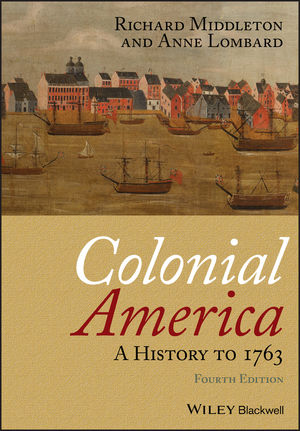 Richard Middleton
and Anne Lombard
Colonial
America
A History to 1763
Fourth Edition
Wiley Blackwell